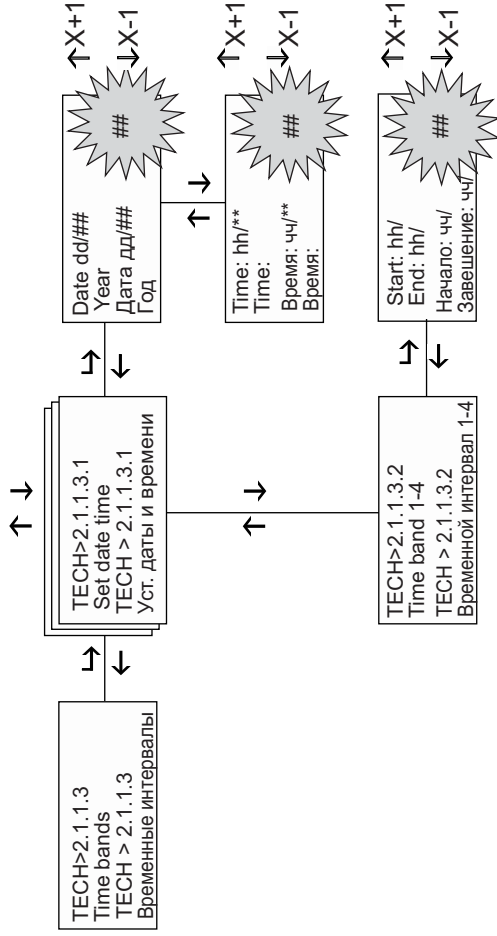 TECH>2.1.1.3
Time bands
TECH > 2.1.1.3
Временные интервалы
TECH>2.1.1.3.1
Set date time
TECH > 2.1.1.3.1
Уст. даты и времени
Date dd/##
Year
Дата дд/##
Год
##
X+1
X-1
Time: hh/**
Time:
Время: чч/**
Время:
##
X+1
X-1
TECH>2.1.1.3.2
Time band 1-4
TECH > 2.1.1.3.2
Временной интервал 1-4
Start: hh/
End: hh/
Начало: чч/
Завешение: чч/
##
X+1
X-1